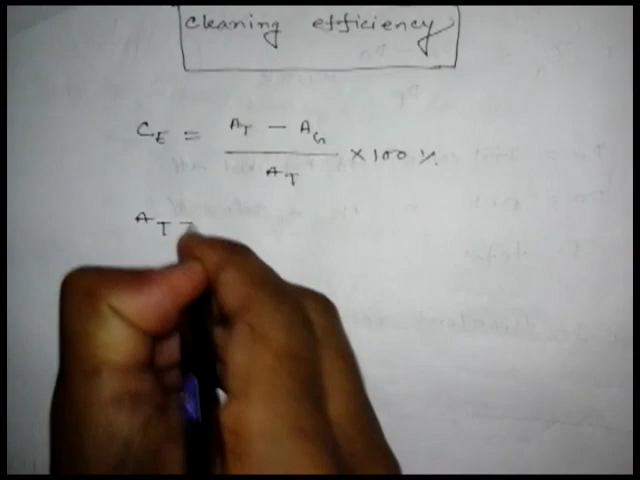 Cleaning efficiency
C_E = (A_T - A_G) / A_T × 100 %
A_T =